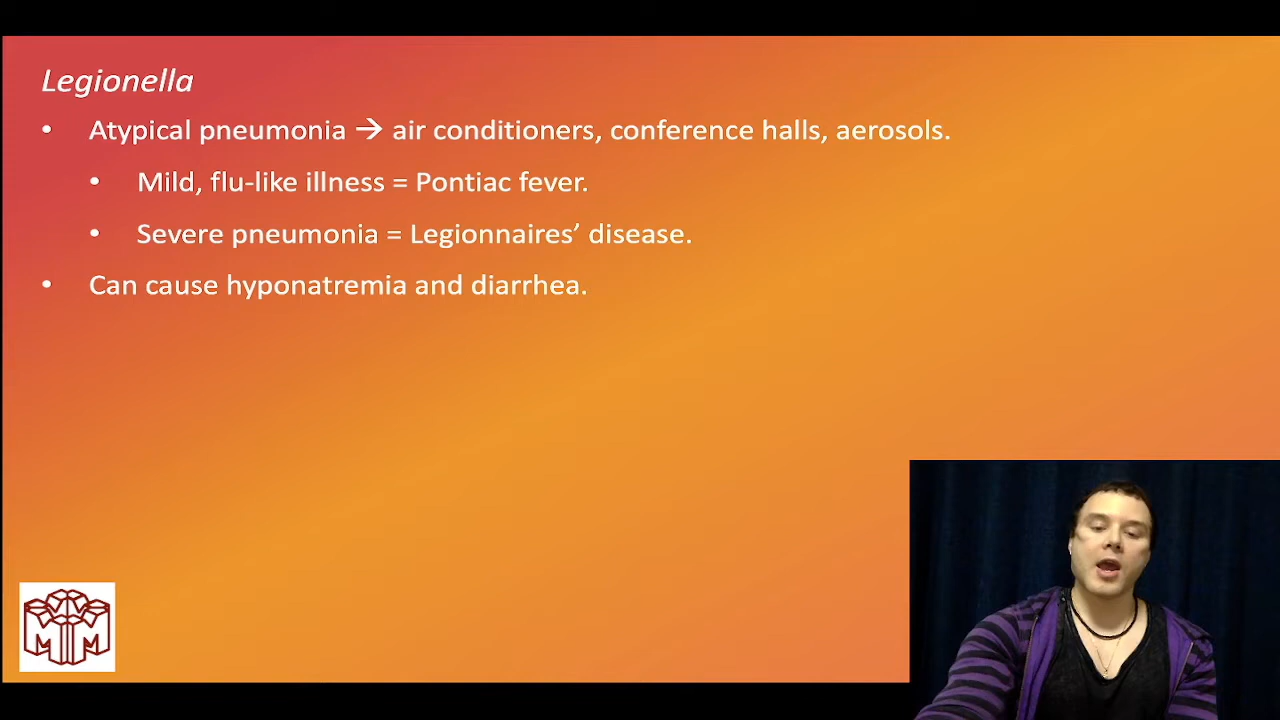 Legionella
• Atypical pneumonia → air conditioners, conference halls, aerosols.
• Mild, flu-like illness = Pontiac fever.
• Severe pneumonia = Legionnaires’ disease.
• Can cause hyponatremia and diarrhea.
MM